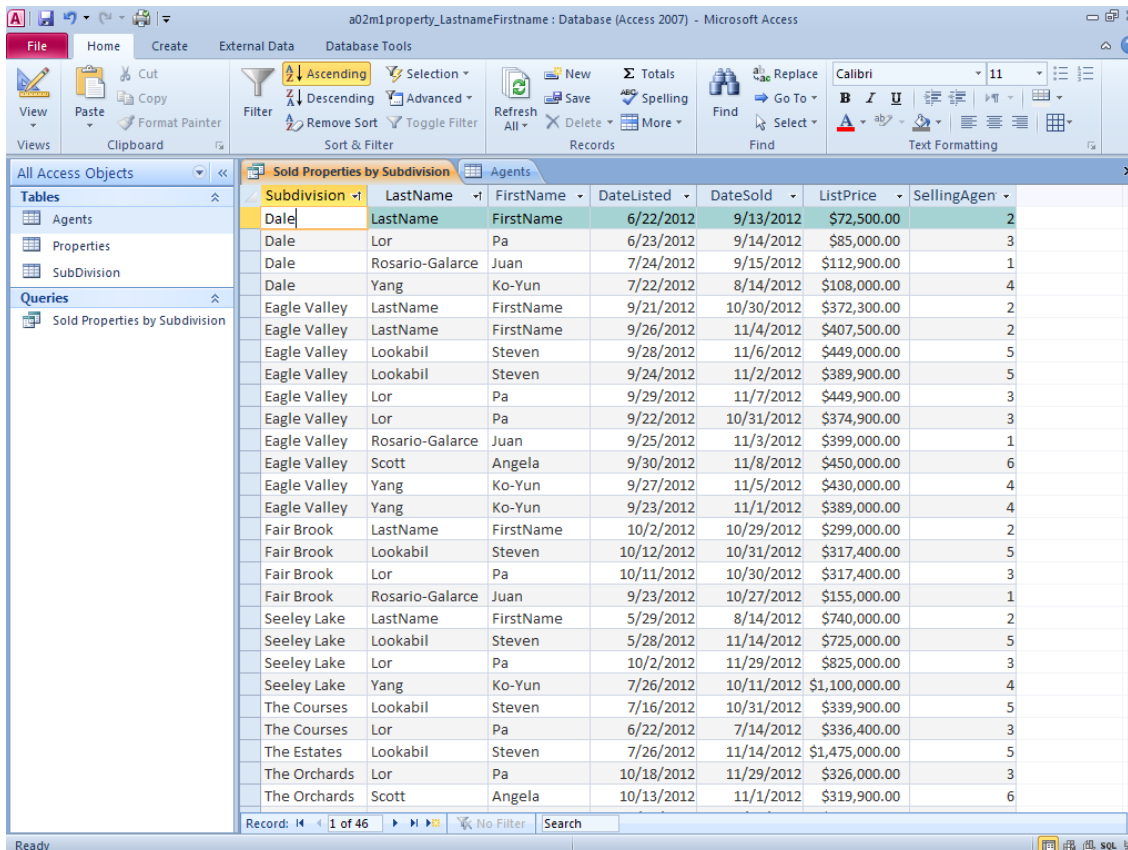 a02m1property_LastnameFirstname : Database (Access 2007) - Microsoft Access
File Home Create External Data Database Tools
View
Views
Paste
Cut
Copy
Format Painter
Clipboard
Filter
Ascending
Descending
Remove Sort
Selection
Advanced
Toggle Filter
Sort & Filter
Refresh All
New
Save
Delete
Totals
Spelling
More
Records
Find
Replace
Go To
Select
Find
Calibri 11
B I U
Text Formatting
All Access Objects
Tables
Agents
Properties
SubDivision
Queries
Sold Properties by Subdivision
Sold Properties by Subdivision Agents
Subdivision LastName FirstName DateListed DateSold ListPrice SellingAgen
Dale LastName FirstName 6/22/2012 9/13/2012 $72,500.00 2
Dale Lor Pa 6/23/2012 9/14/2012 $85,000.00 3
Dale Rosario-Galarce Juan 7/24/2012 9/15/2012 $112,900.00 1
Dale Yang Ko-Yun 7/22/2012 8/14/2012 $108,000.00 4
Eagle Valley LastName FirstName 9/21/2012 10/30/2012 $372,300.00 2
Eagle Valley LastName FirstName 9/26/2012 11/4/2012 $407,500.00 2
Eagle Valley Lookabil Steven 9/28/2012 11/6/2012 $449,000.00 5
Eagle Valley Lookabil Steven 9/24/2012 11/2/2012 $389,900.00 5
Eagle Valley Lor Pa 9/29/2012 11/7/2012 $449,900.00 3
Eagle Valley Lor Pa 9/22/2012 10/31/2012 $374,900.00 3
Eagle Valley Rosario-Galarce Juan 9/25/2012 11/3/2012 $399,000.00 1
Eagle Valley Scott Angela 9/30/2012 11/8/2012 $450,000.00 6
Eagle Valley Yang Ko-Yun 9/27/2012 11/5/2012 $430,000.00 4
Eagle Valley Yang Ko-Yun 9/23/2012 11/1/2012 $389,000.00 4
Fair Brook LastName FirstName 10/2/2012 10/29/2012 $299,000.00 2
Fair Brook Lookabil Steven 10/12/2012 10/31/2012 $317,400.00 5
Fair Brook Lor Pa 10/11/2012 10/30/2012 $317,400.00 3
Fair Brook Rosario-Galarce Juan 9/23/2012 10/27/2012 $155,000.00 1
Seeley Lake LastName FirstName 5/29/2012 8/14/2012 $740,000.00 2
Seeley Lake Lookabil Steven 5/28/2012 11/14/2012 $725,000.00 5
Seeley Lake Lor Pa 10/2/2012 11/29/2012 $825,000.00 3
Seeley Lake Yang Ko-Yun 7/26/2012 10/11/2012 $1,100,000.00 4
The Courses Lookabil Steven 7/16/2012 10/31/2012 $339,900.00 5
The Courses Lor Pa 6/22/2012 7/14/2012 $336,400.00 3
The Estates Lookabil Steven 7/26/2012 11/14/2012 $1,475,000.00 5
The Orchards Lor Pa 10/18/2012 11/29/2012 $326,000.00 3
The Orchards Scott Angela 10/13/2012 11/1/2012 $319,900.00 6
Record: 1 of 46 No Filter Search
Ready SQL